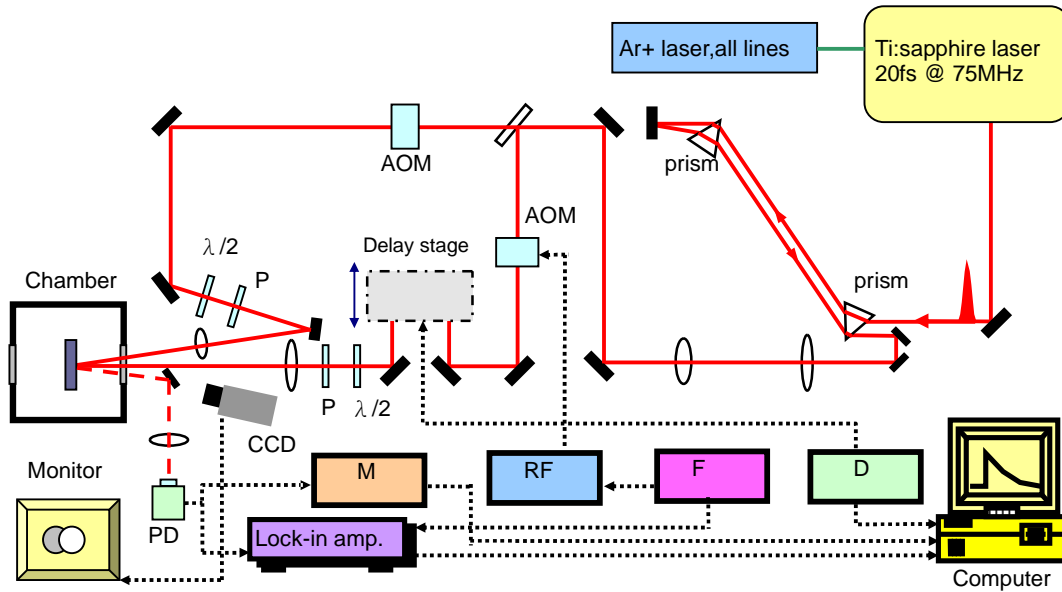 Ar+ laser,all lines
Ti:sapphire laser
20fs @ 75MHz
AOM
prism
AOM
λ/2
Delay stage
P
Chamber
prism
P
λ/2
CCD
Monitor
M
RF
F
D
PD
Lock-in amp.
Computer